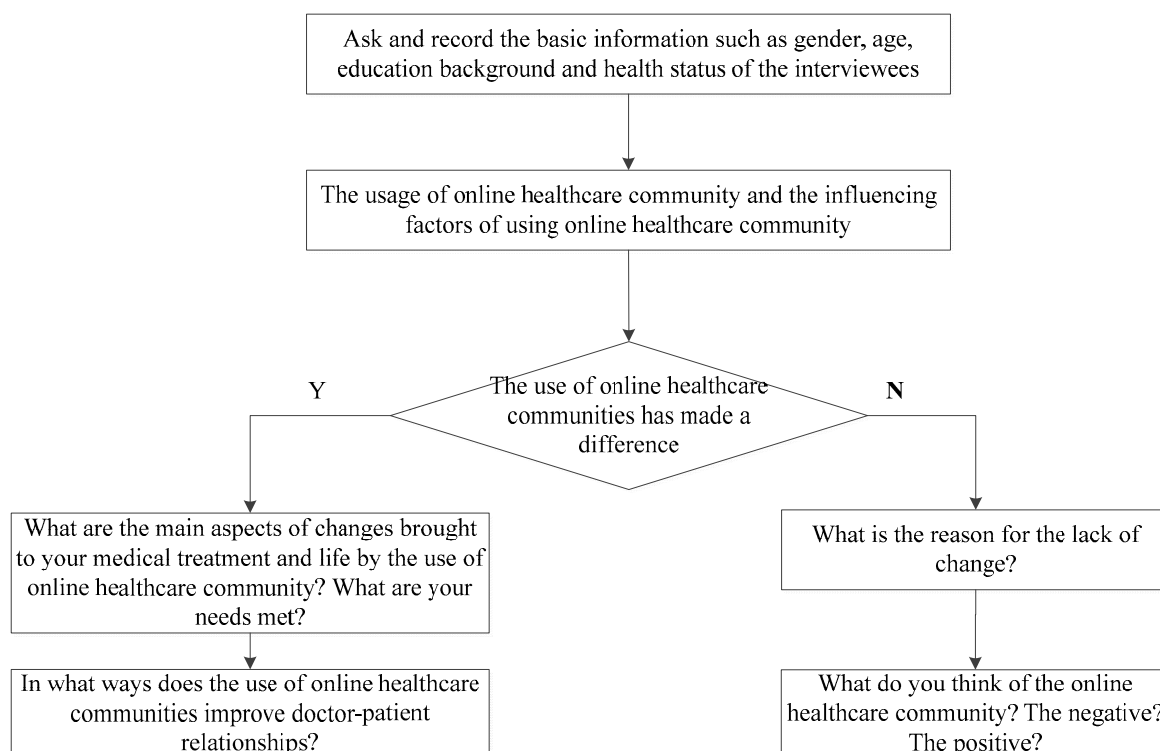 Ask and record the basic information such as gender, age,
education background and health status of the interviewees
The usage of online healthcare community and the influencing
factors of using online healthcare community
The use of online healthcare
communities has made a
difference
Y
N
What are the main aspects of changes brought
to your medical treatment and life by the use of
online healthcare community? What are your
needs met?
What is the reason for the lack of
change?
In what ways does the use of online healthcare
communities improve doctor-patient
relationships?
What do you think of the online
healthcare community? The negative?
The positive?